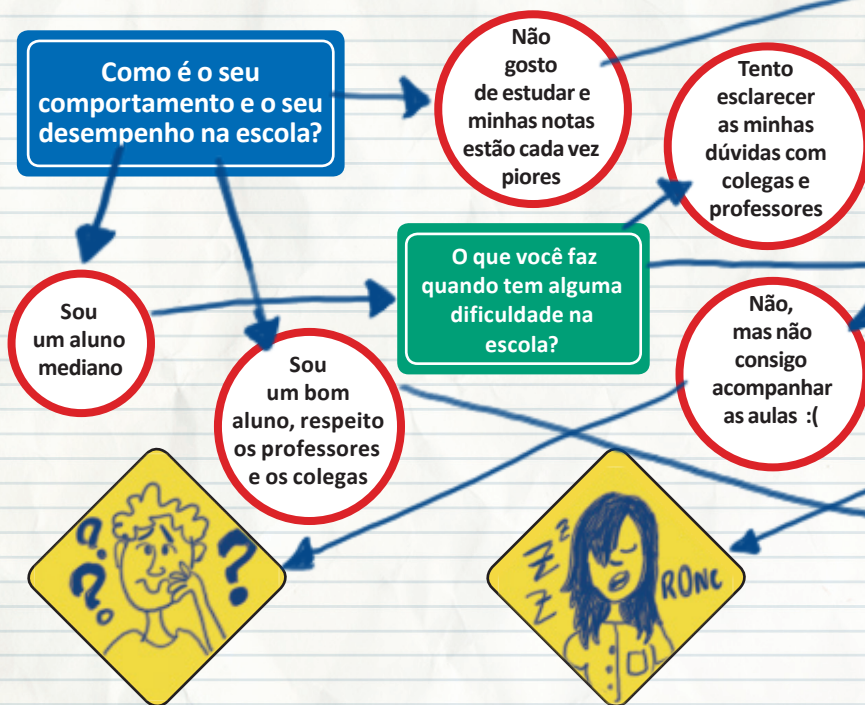 Como é o seu
comportamento e o seu
desempenho na escola?
Não
gosto
de estudar e
minhas notas
estão cada vez
piores
Tento
esclarecer
as minhas
dúvidas com
colegas e
professores
O que você faz
quando tem alguma
dificuldade na
escola?
Sou
um aluno
mediano
Sou
um bom
aluno, respeito
os professores
e os colegas
Não,
mas não
consigo
acompanhar
as aulas :(
? ? ? ?
Z Z Z
RONC